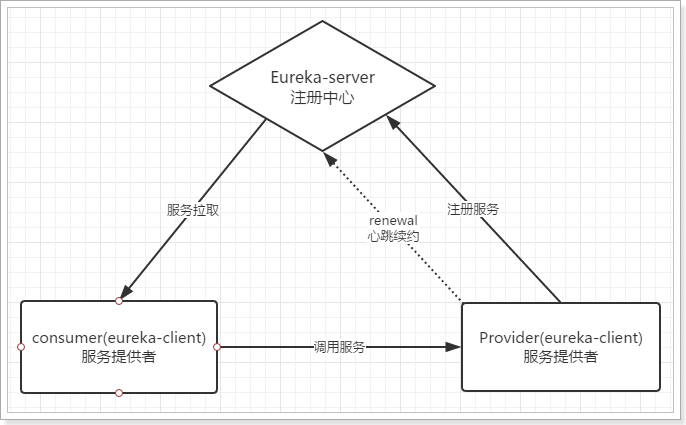 Eureka-server
注册中心
服务拉取
renewal
心跳续约
注册服务
consumer(eureka-client)
服务提供者
调用服务
Provider(eureka-client)
服务提供者